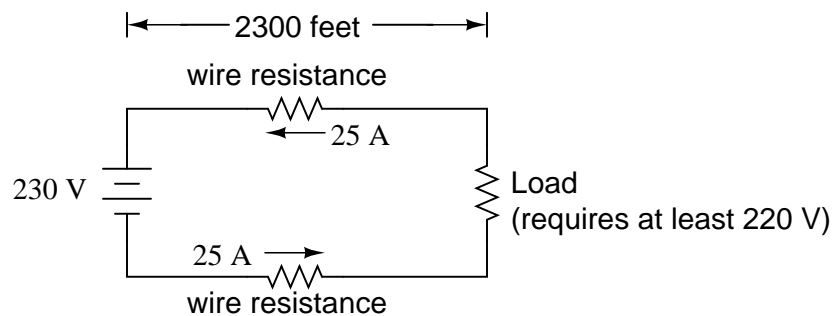 2300 feet
wire resistance
25 A
230 V
Load
(requires at least 220 V)
25 A
wire resistance